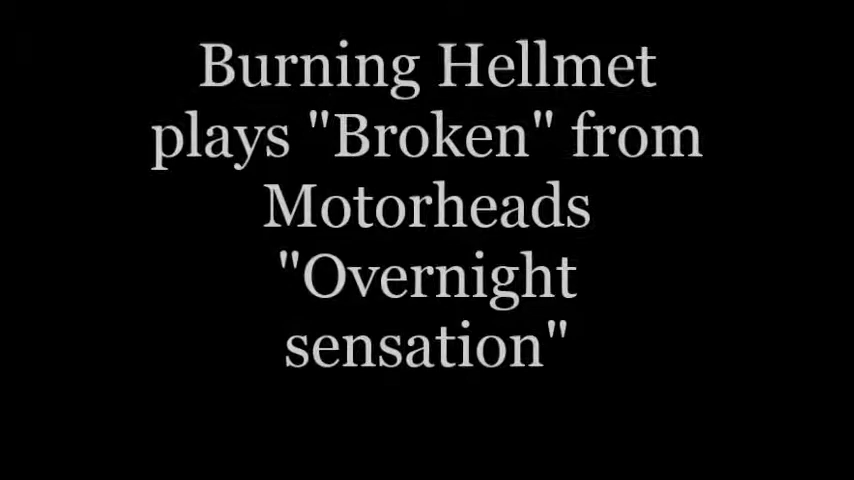 Burning Hellmet
plays "Broken" from
Motorheads
"Overnight
sensation"